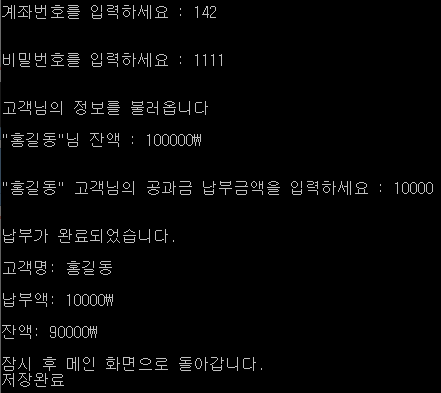 계좌번호를 입력하세요 : 142
비밀번호를 입력하세요 : 1111
고객님의 정보를 불러옵니다
"홍길동"님 잔액 : 100000₩
"홍길동" 고객님의 공과금 납부금액을 입력하세요 : 10000
납부가 완료되었습니다.
고객명: 홍길동
납부액: 10000₩
잔액: 90000₩
잠시 후 메인 화면으로 돌아갑니다.
저장완료